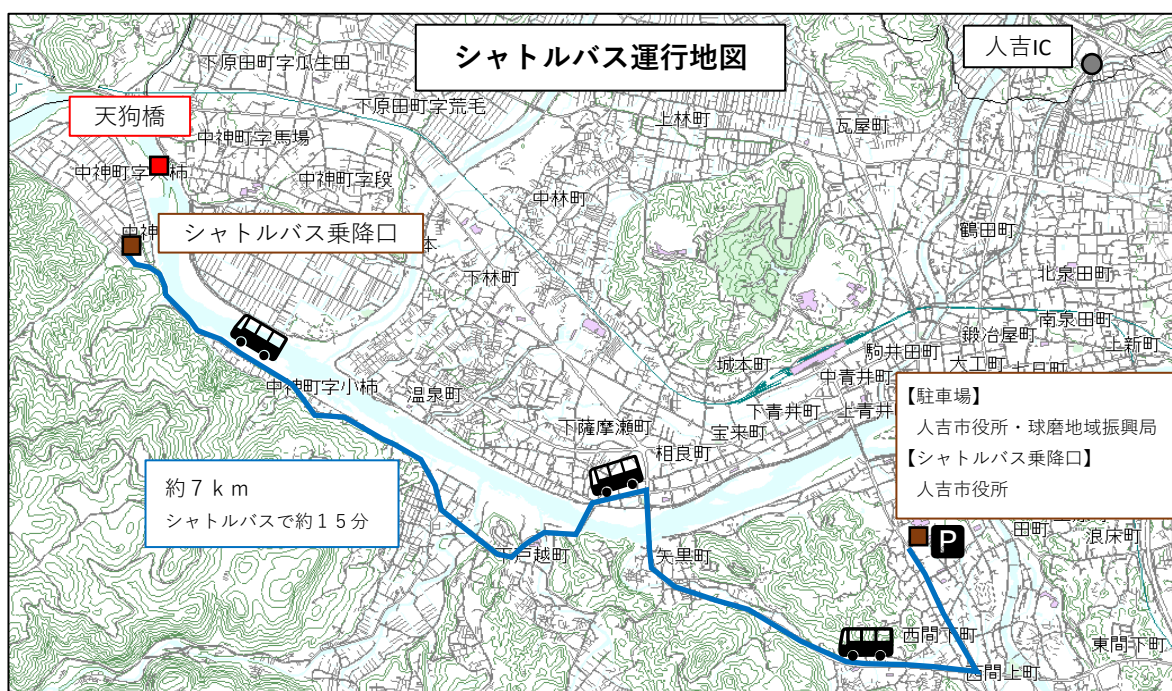 シャトルバス運行地図
人吉IC
下原田町字瓜生田
天狗橋
下原田町字荒毛
上林町
瓦屋町
中神町字馬場
中神町字
柿
中神町字段
中林町
鶴田町
シャトルバス乗降口
中神
下林町
北泉田町
南泉田町
鍛冶屋町
上新町
駒井田町
城本町
大工町
七日町
中青井町
中神町字小柿
温泉町
下青井町
上青井
宝来町
下薩摩瀬町
相良町
【駐車場】
人吉市役所・球磨地域振興局
【シャトルバス乗降口】
人吉市役所
約7km
シャトルバスで約15分
P
田町
浪床町
下戸越町
矢黒町
西間下町
東間下町
西間上町